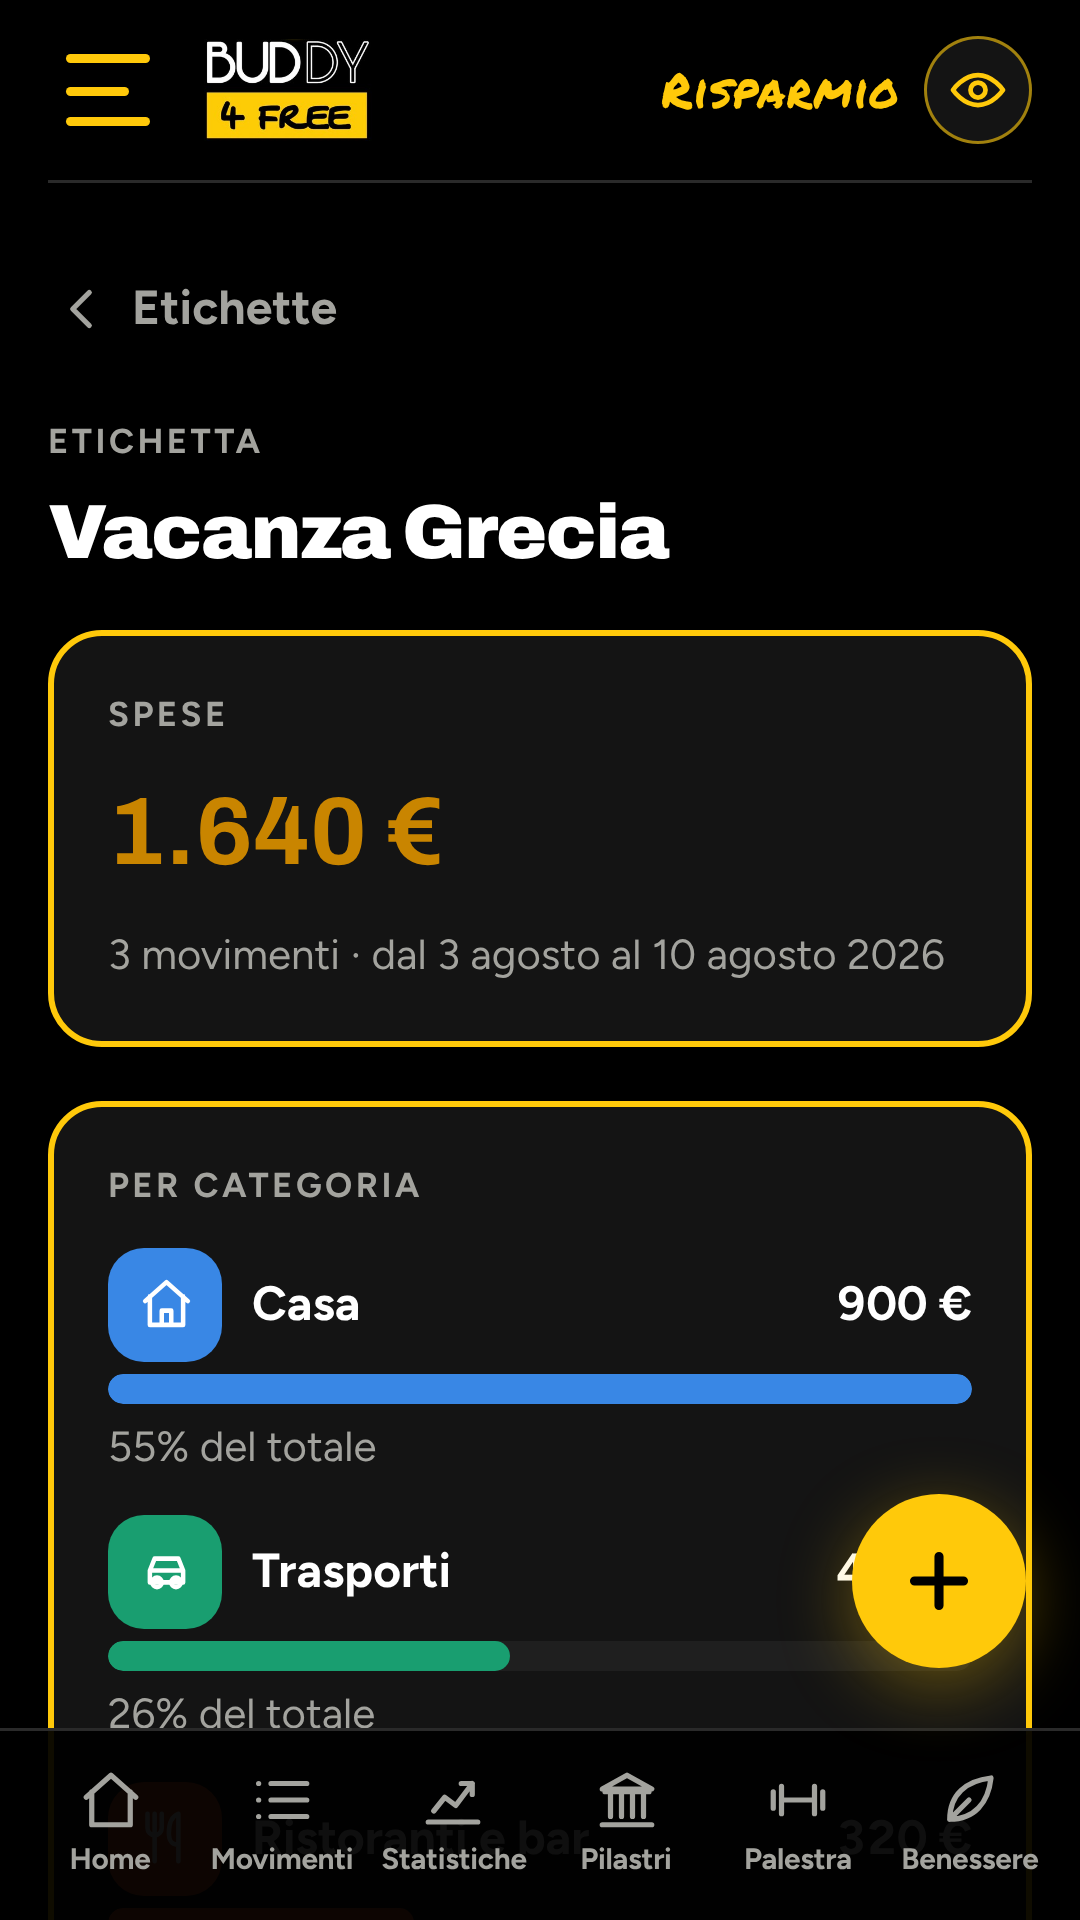 BUDDY
4 FREE
RISPARMIO
Etichette
ETICHETTA
Vacanza Grecia
SPESE
1.640 €
3 movimenti · dal 3 agosto al 10 agosto 2026
PER CATEGORIA
Casa 900 €
55% del totale
Trasporti
26% del totale
Ristoranti e bar 320 €
Home Movimenti Statistiche Pilastri Palestra Benessere